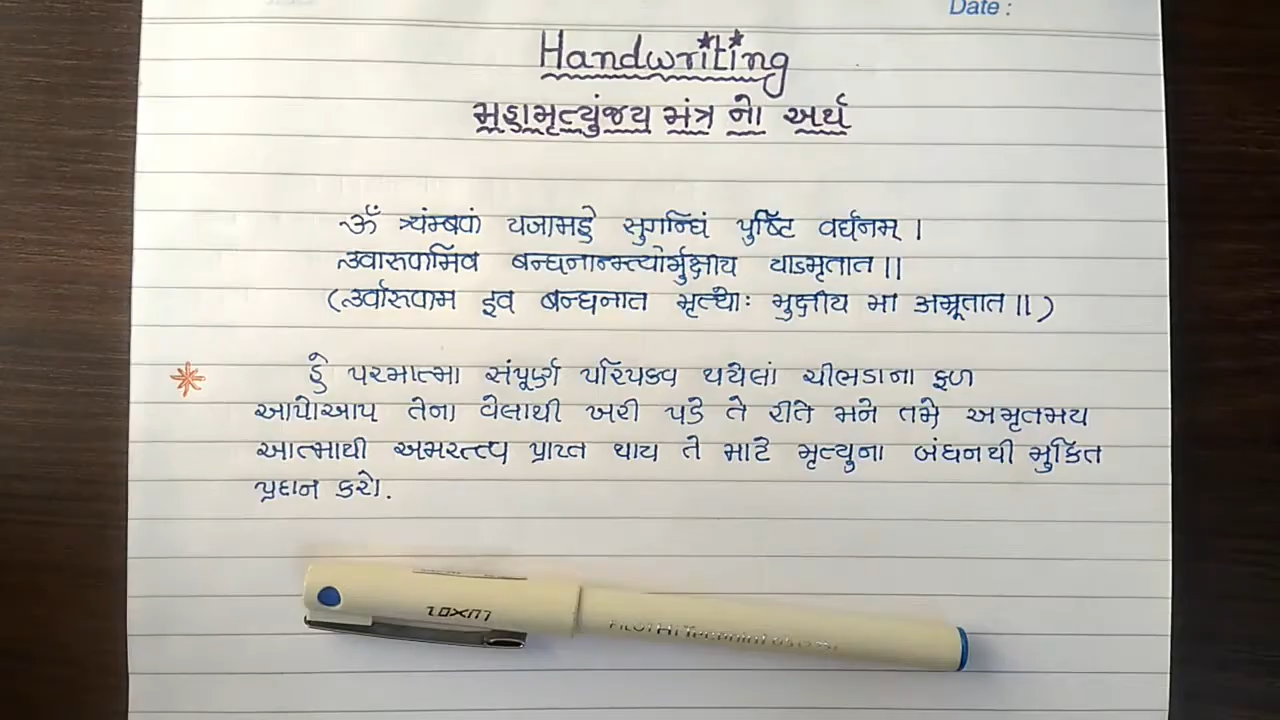 Date :
Handwriting
મહામૃત્યુંજય મંત્ર નો અર્થ
ॐ त्र्यंम्बकं यजामहे सुगन्धिं पुष्टि वर्धनम् ।
उर्वारुकमिव बन्धनान्मृत्योर्मुक्षीय माऽमृतात ॥
(उर्वारुकम इव बन्धनात मृत्योः मुक्षीय मा अमृतात ॥)
* હે પરમાત્મા સંપૂર્ણ પરિપક્વ થયેલાં ચીભડાના ફળ
આપોઆપ તેના વેલાથી ખરી પડે તે રીતે મને તમે અમૃતમય
આત્માથી અમરત્ત્વ પ્રાપ્ત થાય તે માટે મૃત્યુના બંધનથી મુક્તિ
પ્રદાન કરો.
LUXOR